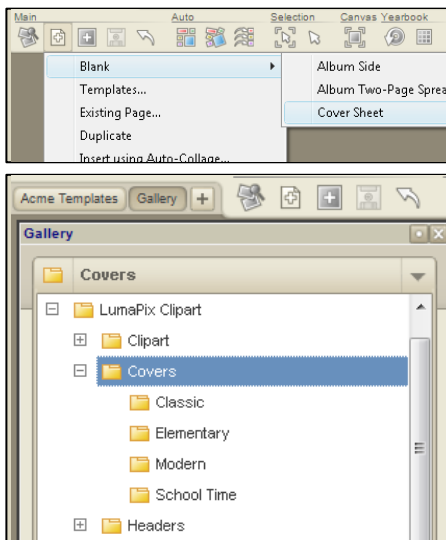 Main Auto Selection Canvas Yearbook
Blank
Album Side
Templates...
Album Two-Page Sprea
Existing Page...
Cover Sheet
Duplicate
Insert using Auto-Collage...
Acme Templates Gallery +
Gallery
Covers
LumaPix Clipart
Clipart
Covers
Classic
Elementary
Modern
School Time
Headers